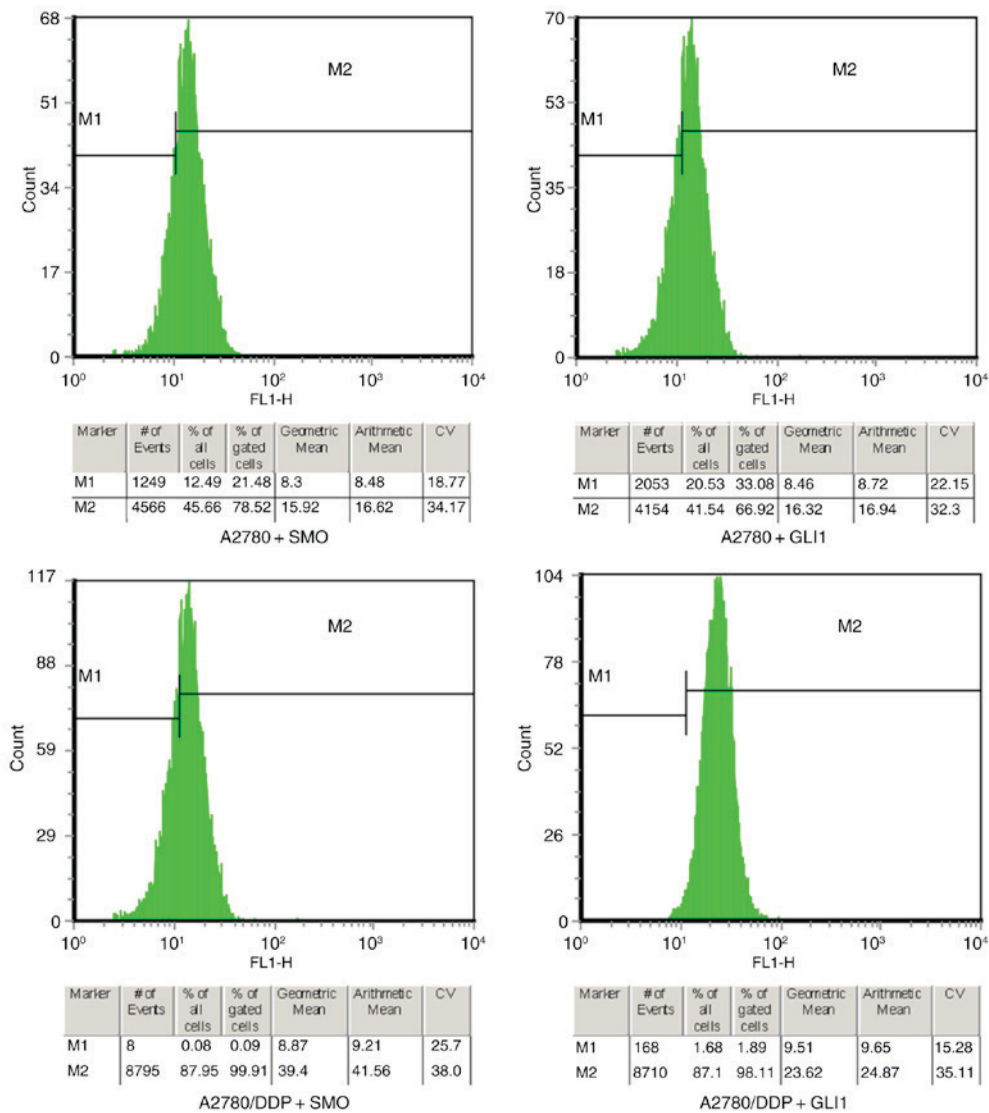 68
51
34
17
0
Count
M1
M2
10⁰ 10¹ 10² 10³ 10⁴
FL1-H
Marker # of Events % of all cells % of gated cells Geometric Mean Arithmetic Mean CV
M1 1249 12.49 21.48 8.3 8.48 18.77
M2 4566 45.66 78.52 15.92 16.62 34.17
A2780 + SMO
70
53
35
18
0
Count
M1
M2
10⁰ 10¹ 10² 10³ 10⁴
FL1-H
Marker # of Events % of all cells % of gated cells Geometric Mean Arithmetic Mean CV
M1 2053 20.53 33.08 8.46 8.72 22.15
M2 4154 41.54 66.92 16.32 16.94 32.3
A2780 + GLI1
117
88
59
29
0
Count
M1
M2
10⁰ 10¹ 10² 10³ 10⁴
FL1-H
Marker # of Events % of all cells % of gated cells Geometric Mean Arithmetic Mean CV
M1 8 0.08 0.09 8.87 9.21 25.7
M2 8795 87.95 99.91 39.4 41.56 38.0
A2780/DDP + SMO
104
78
52
26
0
Count
M1
M2
10⁰ 10¹ 10² 10³ 10⁴
FL1-H
Marker # of Events % of all cells % of gated cells Geometric Mean Arithmetic Mean CV
M1 168 1.68 1.89 9.51 9.65 15.28
M2 8710 87.1 98.11 23.62 24.87 35.11
A2780/DDP + GLI1